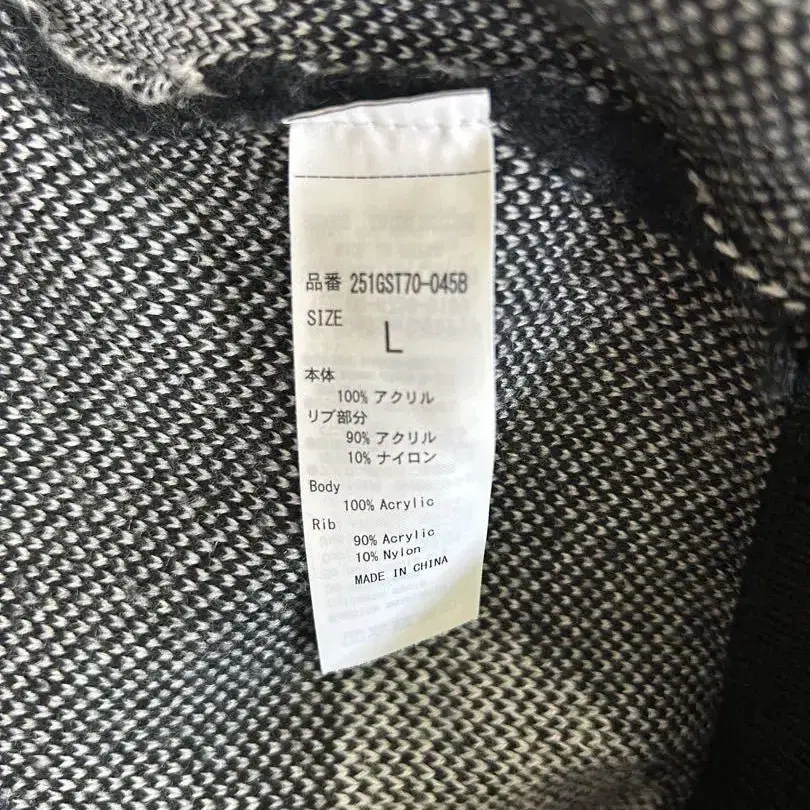 品番 251GST70-045B
SIZE
L
本体
100% アクリル
リブ部分
90% アクリル
10% ナイロン
Body
100% Acrylic
Rib
90% Acrylic
10% Nylon
MADE IN CHINA